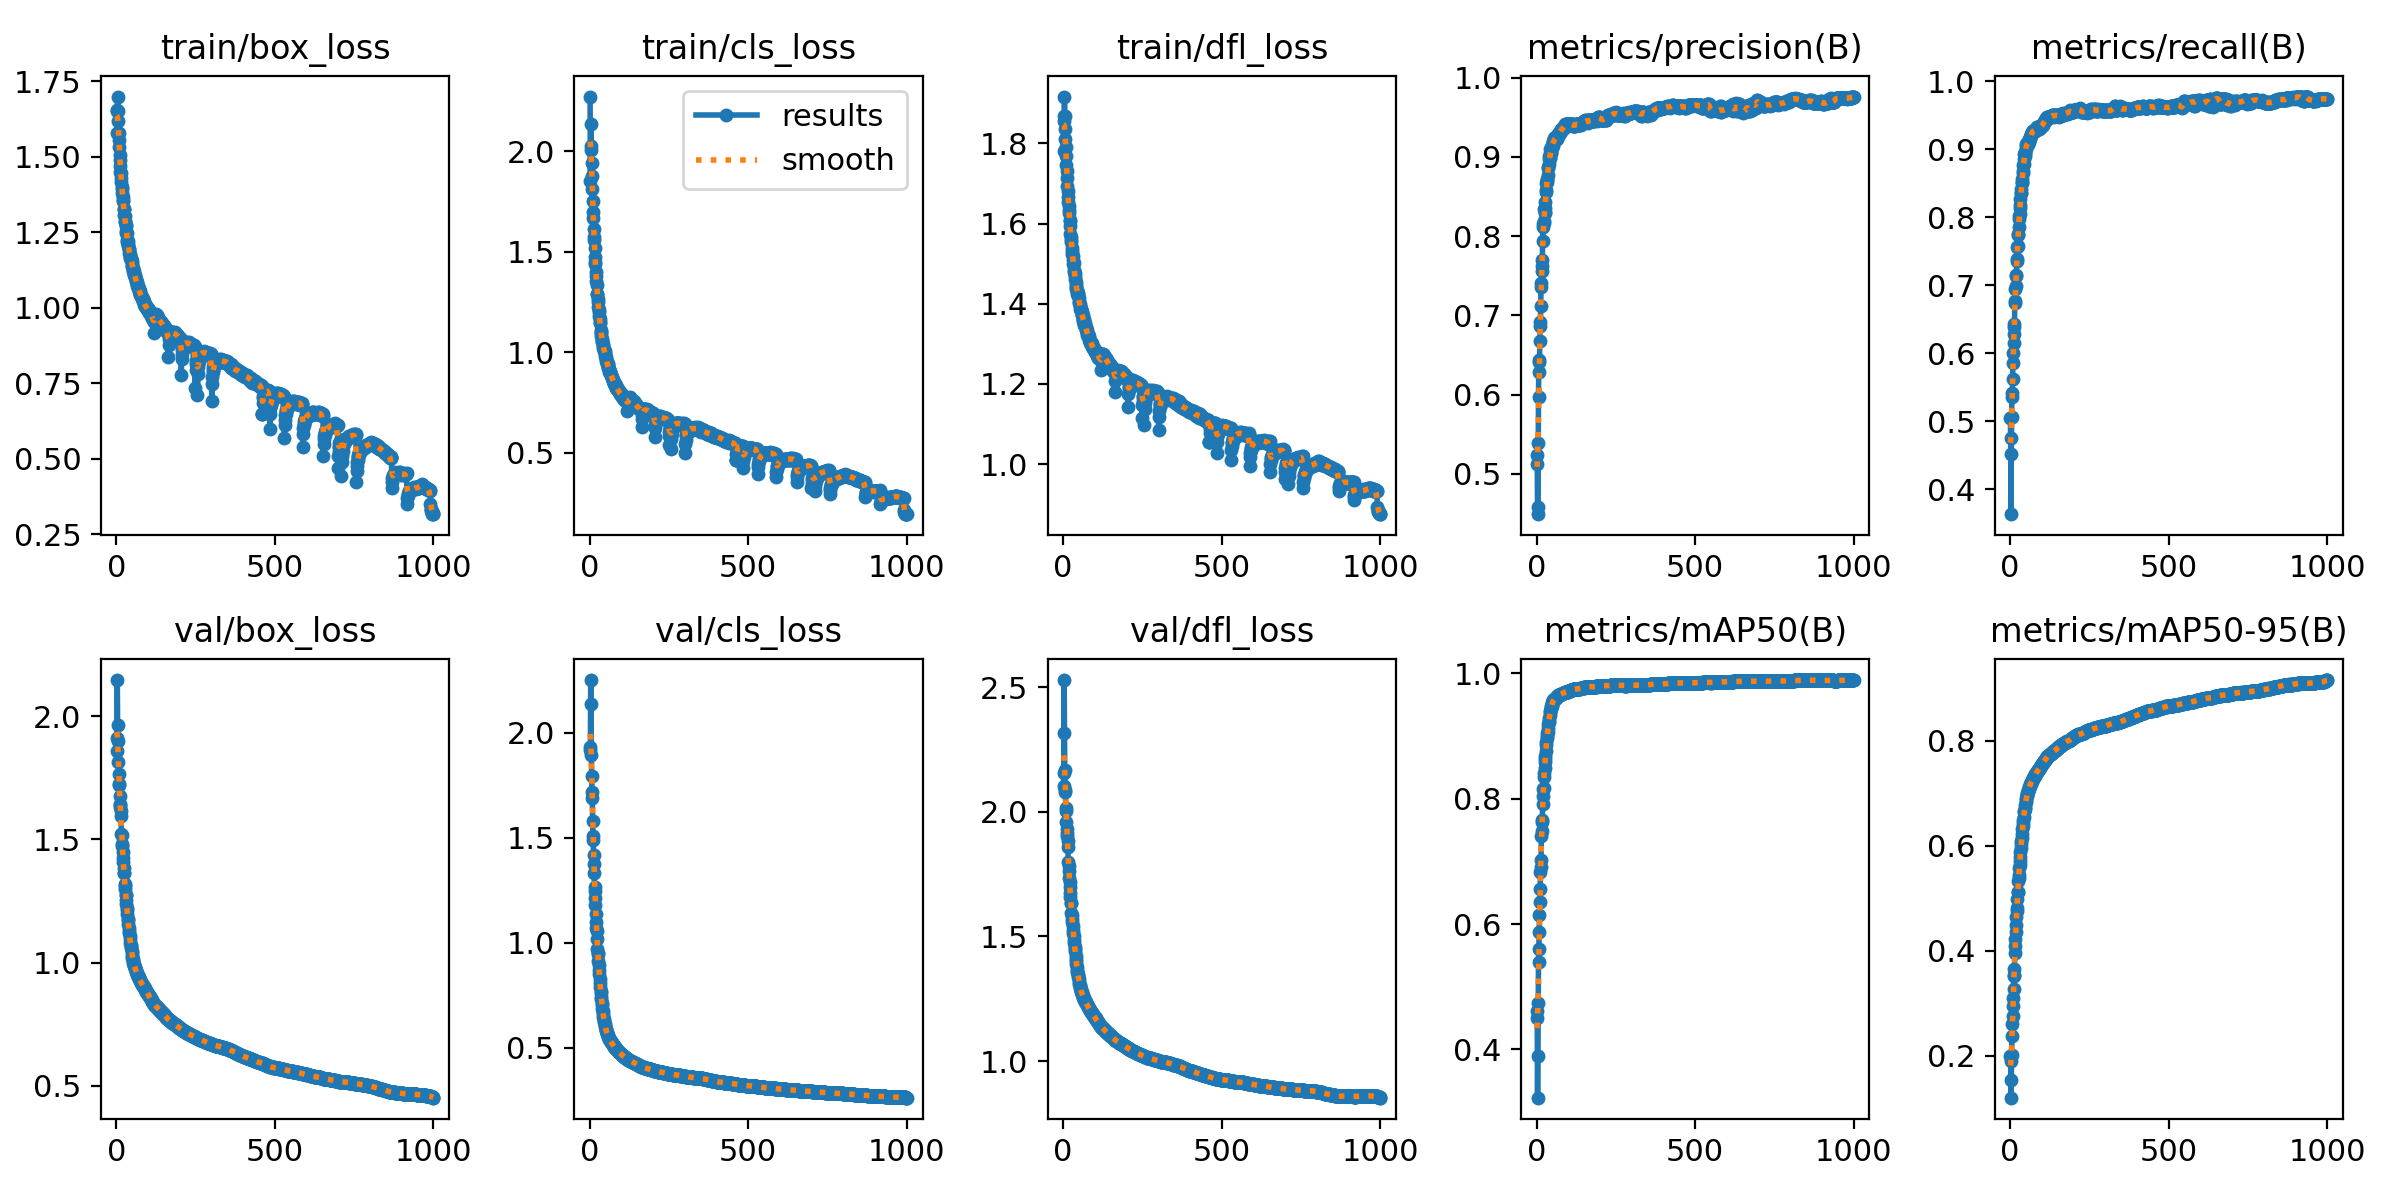 train/box_loss
1.75
1.50
1.25
1.00
0.75
0.50
0.25
0 500 1000
train/cls_loss
results
smooth
2.0
1.5
1.0
0.5
0 500 1000
train/dfl_loss
1.8
1.6
1.4
1.2
1.0
0 500 1000
metrics/precision(B)
1.0
0.9
0.8
0.7
0.6
0.5
0 500 1000
metrics/recall(B)
1.0
0.9
0.8
0.7
0.6
0.5
0.4
0 500 1000
val/box_loss
2.0
1.5
1.0
0.5
0 500 1000
val/cls_loss
2.0
1.5
1.0
0.5
0 500 1000
val/dfl_loss
2.5
2.0
1.5
1.0
0 500 1000
metrics/mAP50(B)
1.0
0.8
0.6
0.4
0 500 1000
metrics/mAP50-95(B)
0.8
0.6
0.4
0.2
0 500 1000